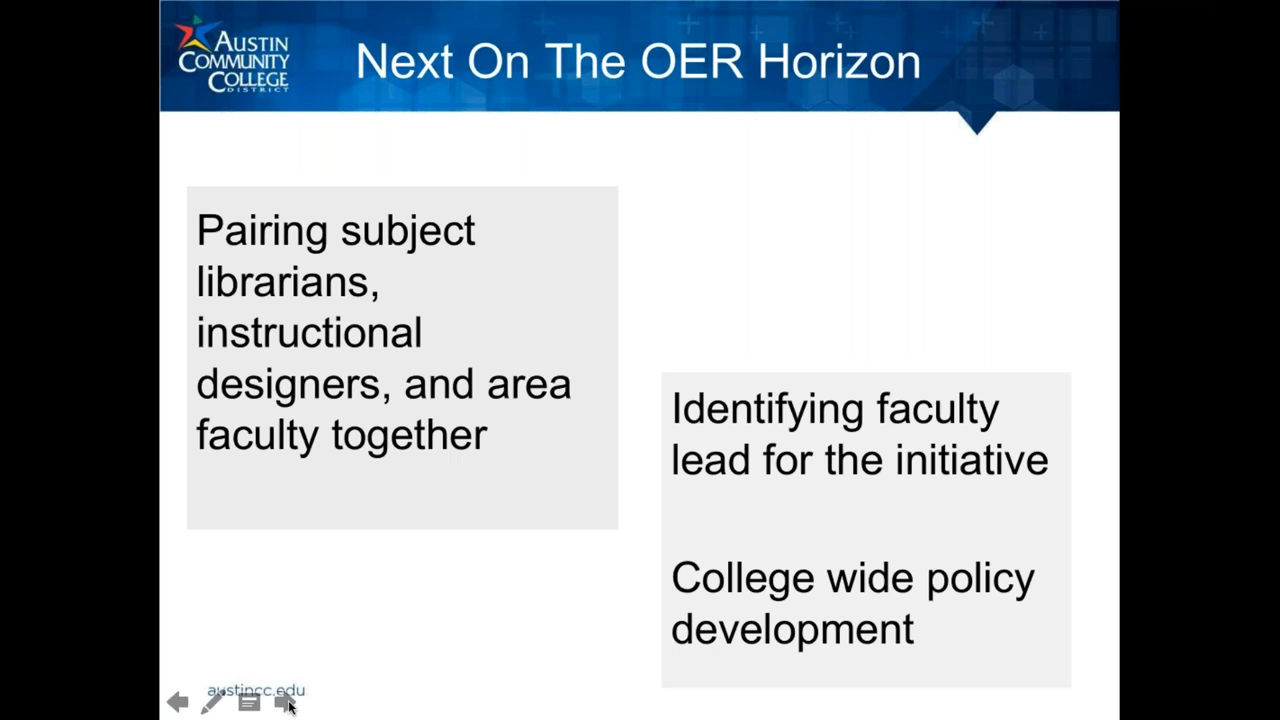 AUSTIN
COMMUNITY
COLLEGE
DISTRICT
Next On The OER Horizon
Pairing subject
librarians,
instructional
designers, and area
faculty together
Identifying faculty
lead for the initiative
College wide policy
development
austincc.edu